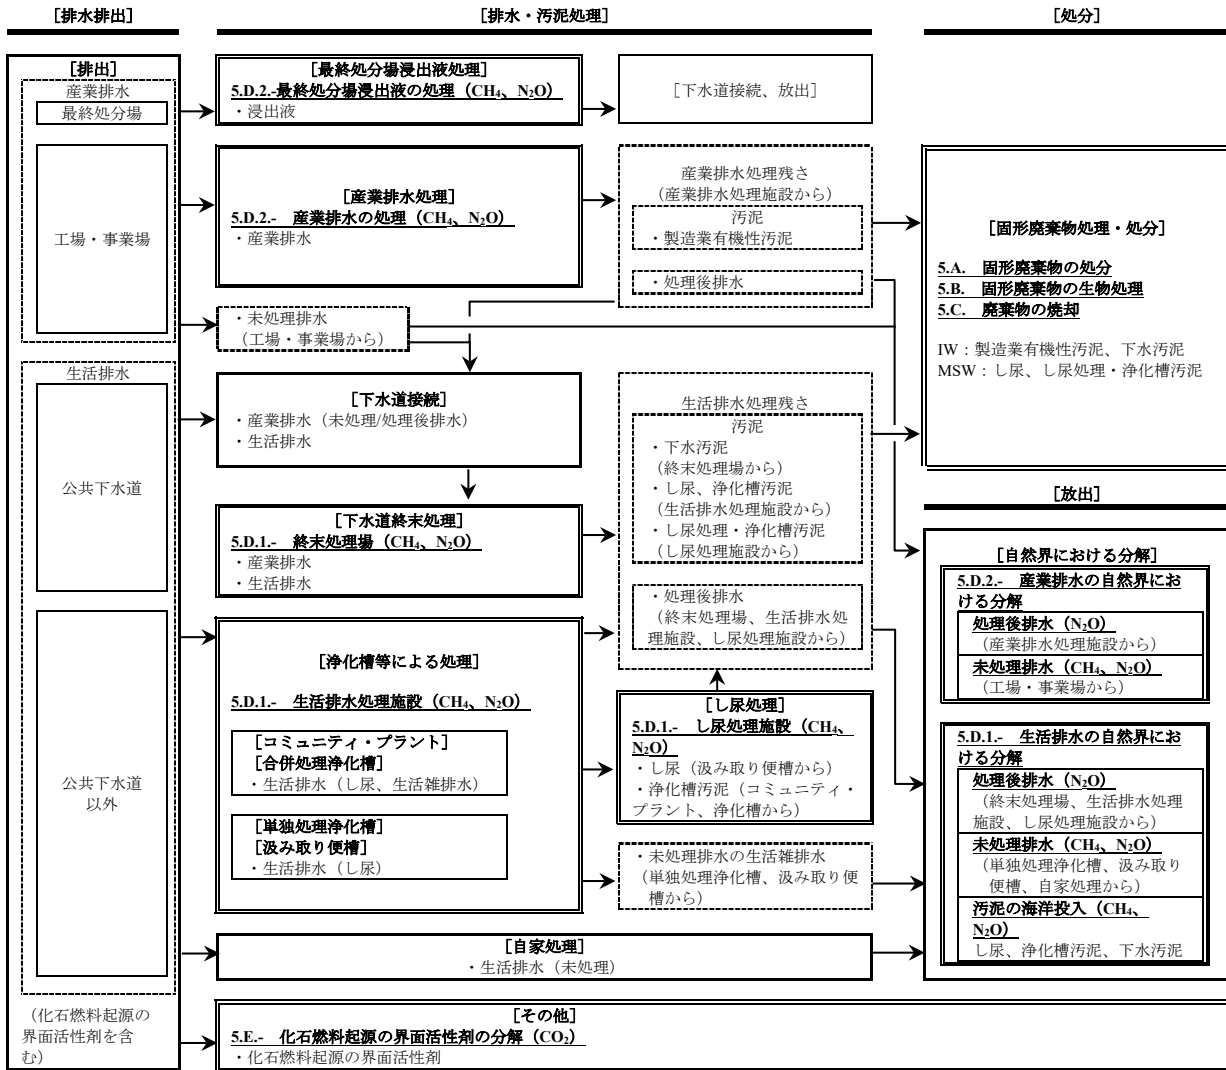 ［排水排出］
［排水・汚泥処理］
［処分］
［排出］
産業排水
最終処分場
工場・事業場
生活排水
公共下水道
公共下水道
以外
（化石燃料起源の
界面活性剤を含
む）
［最終処分場浸出液処理］
5.D.2.-最終処分場浸出液の処理（CH₄、N₂O）
・浸出液
［下水道接続、放出］
［産業排水処理］
5.D.2.-　産業排水の処理（CH₄、N₂O）
・産業排水
産業排水処理残さ
（産業排水処理施設から）
汚泥
・製造業有機性汚泥
・処理後排水
・未処理排水
（工場・事業場から）
［下水道接続］
・産業排水（未処理/処理後排水）
・生活排水
［下水道終末処理］
5.D.1.-　終末処理場（CH₄、N₂O）
・産業排水
・生活排水
生活排水処理残さ
汚泥
・下水汚泥
（終末処理場から）
・し尿、浄化槽汚泥
（生活排水処理施設から）
・し尿処理・浄化槽汚泥
（し尿処理施設から）
・処理後排水
（終末処理場、生活排水処
理施設、し尿処理施設から）
［浄化槽等による処理］
5.D.1.-　生活排水処理施設（CH₄、N₂O）
［コミュニティ・プラント］
［合併処理浄化槽］
・生活排水（し尿、生活雑排水）
［単独処理浄化槽］
［汲み取り便槽］
・生活排水（し尿）
［し尿処理］
5.D.1.-　し尿処理施設（CH₄、
N₂O）
・し尿（汲み取り便槽から）
・浄化槽汚泥（コミュニティ・
プラント、浄化槽から）
・未処理排水の生活雑排水
（単独処理浄化槽、汲み取り便
槽から）
［自家処理］
・生活排水（未処理）
［その他］
5.E.-　化石燃料起源の界面活性剤の分解（CO₂）
・化石燃料起源の界面活性剤
［固形廃棄物処理・処分］
5.A.　固形廃棄物の処分
5.B.　固形廃棄物の生物処理
5.C.　廃棄物の焼却
IW：製造業有機性汚泥、下水汚泥
MSW：し尿、し尿処理・浄化槽汚泥
［放出］
［自然界における分解］
5.D.2.-　産業排水の自然界にお
ける分解
処理後排水（N₂O）
（産業排水処理施設から）
未処理排水（CH₄、N₂O）
（工場・事業場から）
5.D.1.-　生活排水の自然界にお
ける分解
処理後排水（N₂O）
（終末処理場、生活排水処理
施設、し尿処理施設から）
未処理排水（CH₄、N₂O）
（単独処理浄化槽、汲み取り
便槽、自家処理から）
汚泥の海洋投入（CH₄、
N₂O）
し尿、浄化槽汚泥、下水汚泥